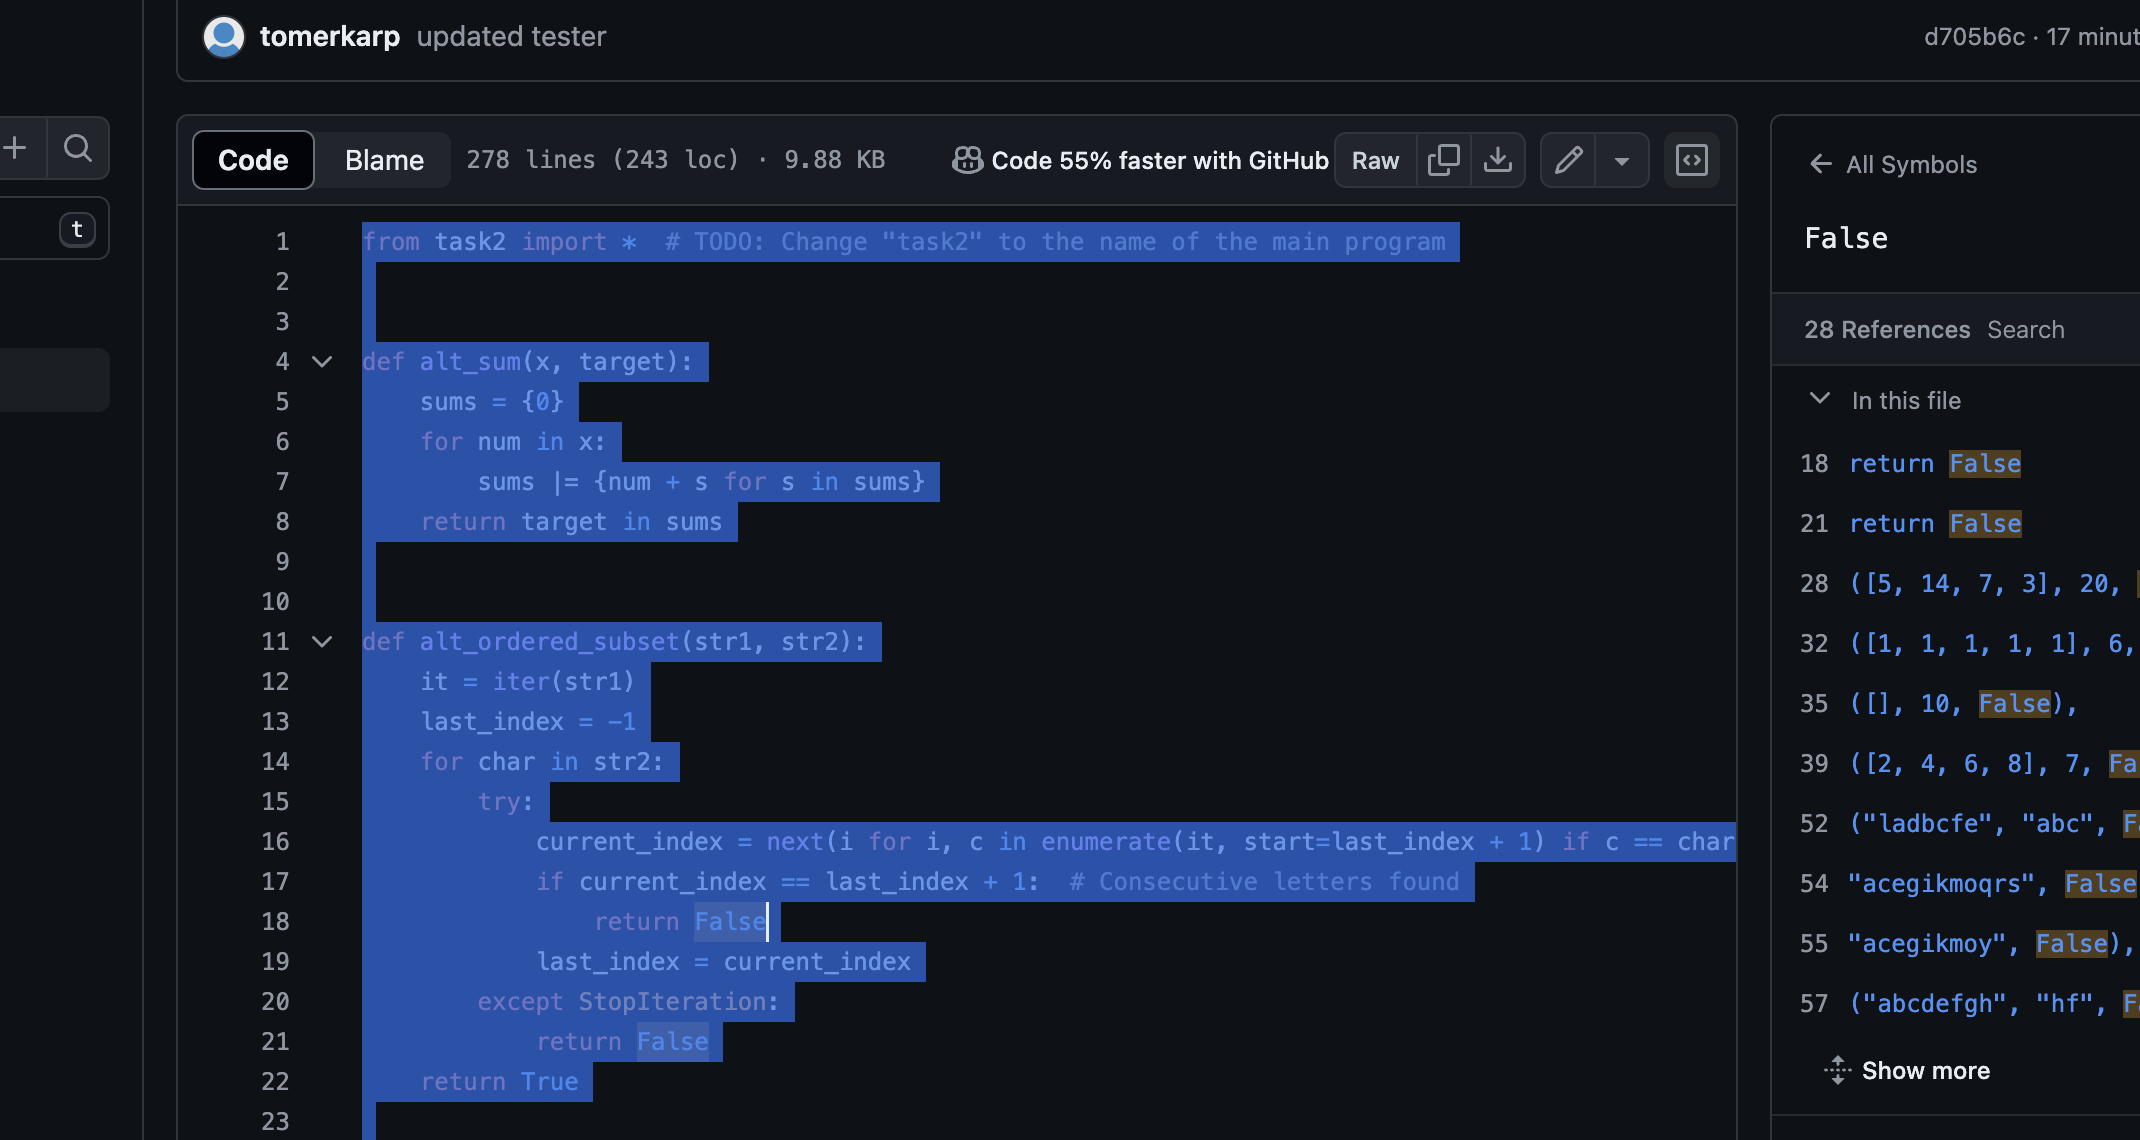 tomerkarp updated tester
d705b6c · 17 minut
t
Code Blame 278 lines (243 loc) · 9.88 KB Code 55% faster with GitHub Raw
1 from task2 import *  # TODO: Change "task2" to the name of the main program
2
3
4 def alt_sum(x, target):
5     sums = {0}
6     for num in x:
7         sums |= {num + s for s in sums}
8     return target in sums
9
10
11 def alt_ordered_subset(str1, str2):
12     it = iter(str1)
13     last_index = -1
14     for char in str2:
15         try:
16             current_index = next(i for i, c in enumerate(it, start=last_index + 1) if c == char
17             if current_index == last_index + 1:  # Consecutive letters found
18                 return False
19             last_index = current_index
20         except StopIteration:
21             return False
22     return True
23
All Symbols
False
28 References Search
In this file
18 return False
21 return False
28 ([5, 14, 7, 3], 20,
32 ([1, 1, 1, 1, 1], 6,
35 ([], 10, False),
39 ([2, 4, 6, 8], 7, Fa
52 ("ladbcfe", "abc", F
54 "acegikmoqrs", False
55 "acegikmoy", False),
57 ("abcdefgh", "hf", F
Show more